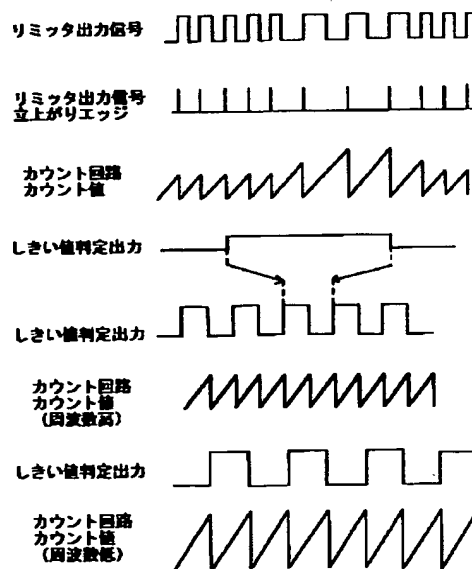 リミッタ出力信号
リミッタ出力信号
立上がりエッジ
カウント回路
カウント値
しきい値判定出力
しきい値判定出力
カウント回路
カウント値
(周波数高)
しきい値判定出力
カウント回路
カウント値
(周波数低)